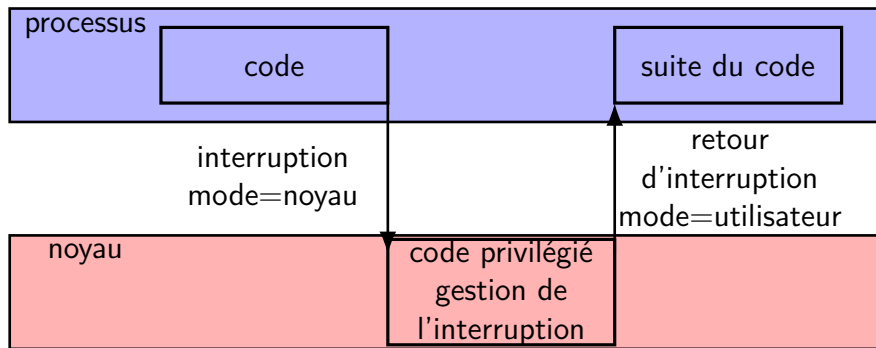 processus
code
suite du code
interruption
mode=noyau
retour
d'interruption
mode=utilisateur
noyau
code privilégié
gestion de
l'interruption